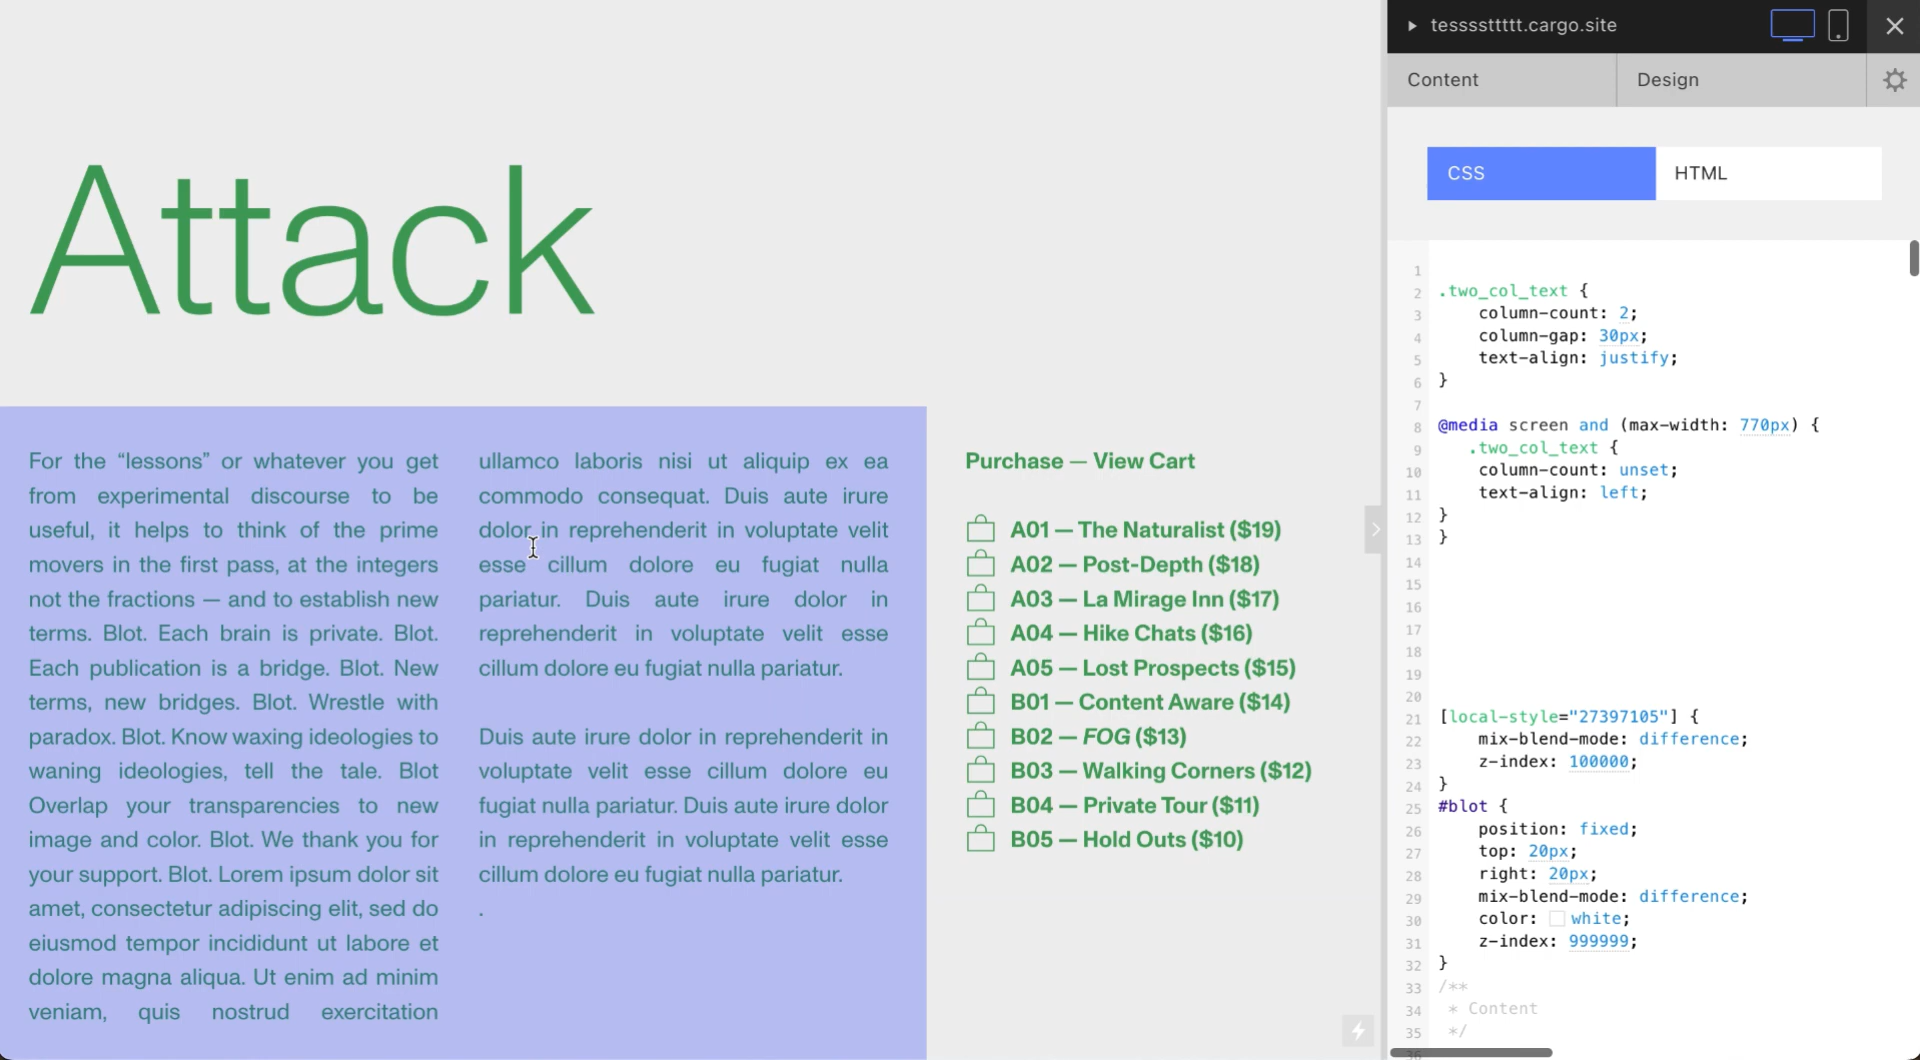 Attack
For the “lessons” or whatever you get
from experimental discourse to be
useful, it helps to think of the prime
movers in the first pass, at the integers
not the fractions — and to establish new
terms. Blot. Each brain is private. Blot.
Each publication is a bridge. Blot. New
terms, new bridges. Blot. Wrestle with
paradox. Blot. Know waxing ideologies to
waning ideologies, tell the tale. Blot
Overlap your transparencies to new
image and color. Blot. We thank you for
your support. Blot. Lorem ipsum dolor sit
amet, consectetur adipiscing elit, sed do
eiusmod tempor incididunt ut labore et
dolore magna aliqua. Ut enim ad minim
veniam, quis nostrud exercitation
ullamco laboris nisi ut aliquip ex ea
commodo consequat. Duis aute irure
dolor in reprehenderit in voluptate velit
esse cillum dolore eu fugiat nulla
pariatur. Duis aute irure dolor in
reprehenderit in voluptate velit esse
cillum dolore eu fugiat nulla pariatur.
Duis aute irure dolor in reprehenderit in
voluptate velit esse cillum dolore eu
fugiat nulla pariatur. Duis aute irure dolor
in reprehenderit in voluptate velit esse
cillum dolore eu fugiat nulla pariatur.
.
Purchase — View Cart
A01 — The Naturalist ($19)
A02 — Post-Depth ($18)
A03 — La Mirage Inn ($17)
A04 — Hike Chats ($16)
A05 — Lost Prospects ($15)
B01 — Content Aware ($14)
B02 — FOG ($13)
B03 — Walking Corners ($12)
B04 — Private Tour ($11)
B05 — Hold Outs ($10)
tessssttttt.cargo.site
Content Design
CSS HTML
1
2 .two_col_text {
3 column-count: 2;
4 column-gap: 30px;
5 text-align: justify;
6 }
7
8 @media screen and (max-width: 770px) {
9 .two_col_text {
10 column-count: unset;
11 text-align: left;
12 }
13 }
14
15
16
17
18
19
20
21 [local-style="27397105"] {
22 mix-blend-mode: difference;
23 z-index: 100000;
24 }
25 #blot {
26 position: fixed;
27 top: 20px;
28 right: 20px;
29 mix-blend-mode: difference;
30 color: white;
31 z-index: 999999;
32 }
33 /**
34 * Content
35 */
36